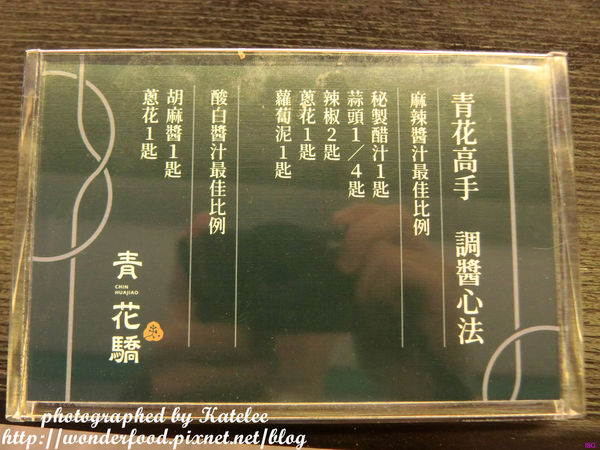 青花高手 調醬心法
麻辣醬汁最佳比例
秘製醋汁1匙
蒜頭1／4匙
辣椒2匙
蔥花1匙
蘿蔔泥1匙
酸白醬汁最佳比例
胡麻醬1匙
蔥花1匙
青
CHIN
HUAJIAO
花
驕
photographed by Katelee
http://wonderfood.pixnet.net/blog